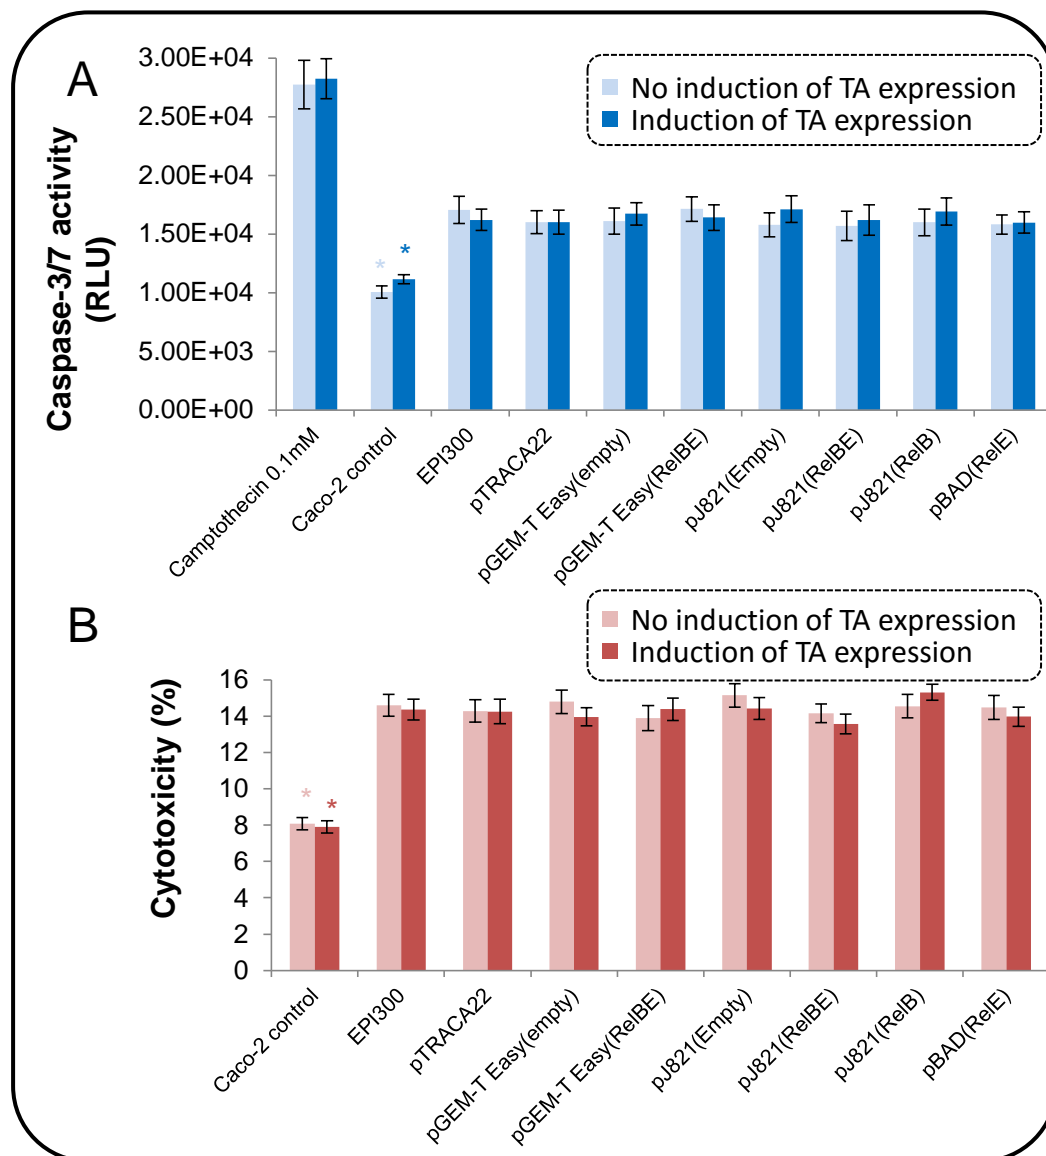 A
Caspase-3/7 activity
(RLU)
3.00E+04
2.50E+04
2.00E+04
1.50E+04
1.00E+04
5.00E+03
0.00E+00
No induction of TA expression
Induction of TA expression
*
*
Camptothecin 0.1mM
Caco-2 control
EPI300
pTRACA22
pGEM-T Easy(empty)
pGEM-T Easy(RelBE)
pJ821(Empty)
pJ821(RelBE)
pJ821(RelB)
pBAD(RelE)
B
Cytotoxicity (%)
No induction of TA expression
Induction of TA expression
16
14
12
10
8
6
4
2
0
*
*
Caco-2 control
EPI300
pTRACA22
pGEM-T Easy(empty)
pGEM-T Easy(RelBE)
pJ821(Empty)
pJ821(RelBE)
pJ821(RelB)
pBAD(RelE)